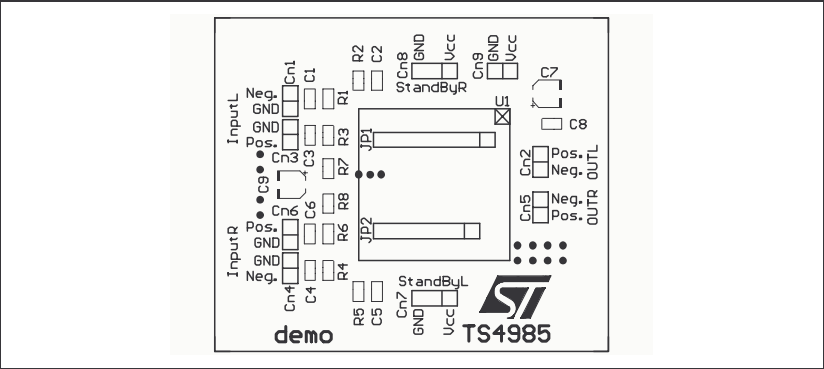 R2 C2 Cn8 GND Vcc Cn9 GND Vcc C7
StandByR
Cn1 C1 R1 U1
InputL Neg. GND
C8
GND Pos. Cn3 C3 R3 JP1
Cn2 Pos. Neg. OUTL
R7
C9
R8
Cn5 Neg. Pos. OUTR
Cn6 C6 R6 JP2
InputR Pos. GND
GND Neg. Cn4 C4 R4
StandByL
R5 C5 Cn7 GND Vcc
ST
demo
TS4985